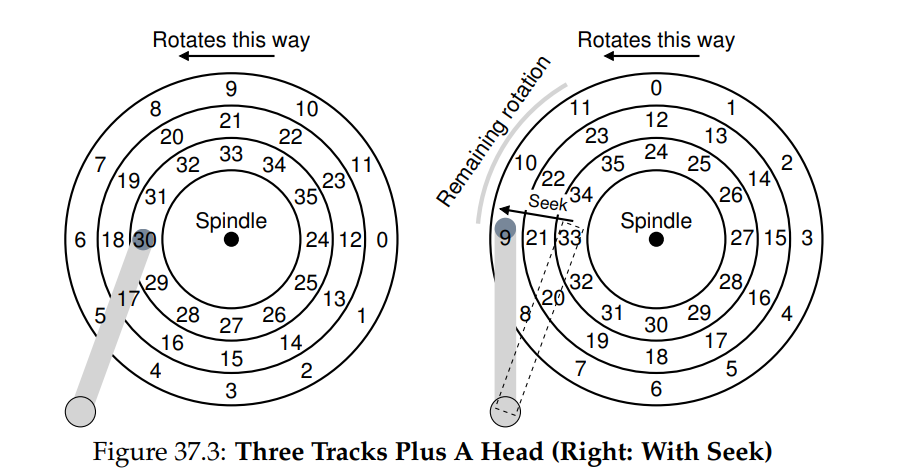 Rotates this way
9
8 10
21
20 22
7 33 11
32 34
19 23
31 35
Spindle
6 18 30 24 12 0
29 25
17 13
5 28 26 1
27
16 14
4 15 2
3
Rotates this way
Remaining rotation
0
11 1
12
23 13
10 24 2
35 25
22 14
34 26
Seek
Spindle
9 21 33 27 15 3
32 28
20 16
8 31 29 4
30
19 17
7 18 5
6
Figure 37.3: Three Tracks Plus A Head (Right: With Seek)